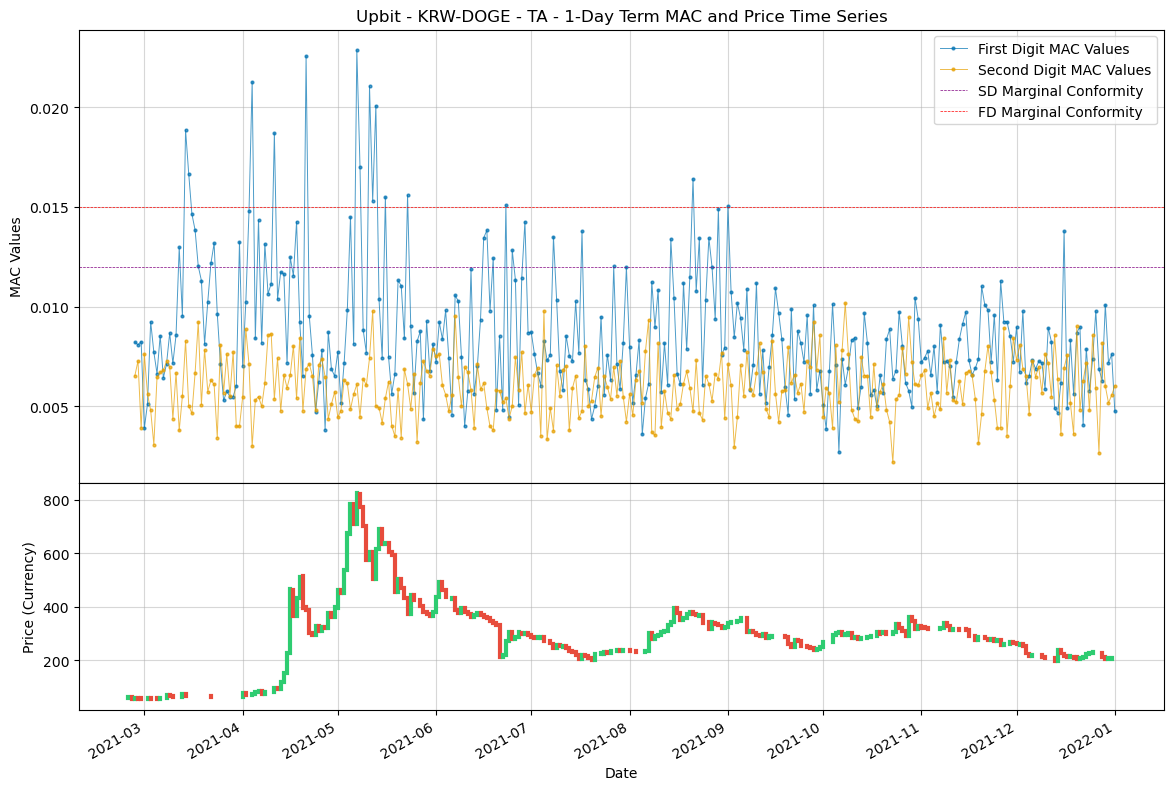 Upbit - KRW-DOGE - TA - 1-Day Term MAC and Price Time Series
First Digit MAC Values
Second Digit MAC Values
SD Marginal Conformity
FD Marginal Conformity
MAC Values
0.020
0.015
0.010
0.005
Price (Currency)
800
600
400
200
2021-03
2021-04
2021-05
2021-06
2021-07
2021-08
2021-09
2021-10
2021-11
2021-12
2022-01
Date